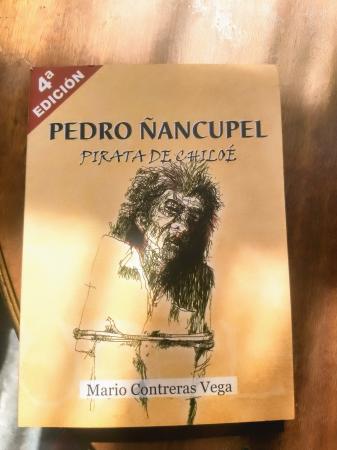 4ª
EDICIÓN
PEDRO ÑANCUPEL
PIRATA DE CHILOÉ
Mario Contreras Vega